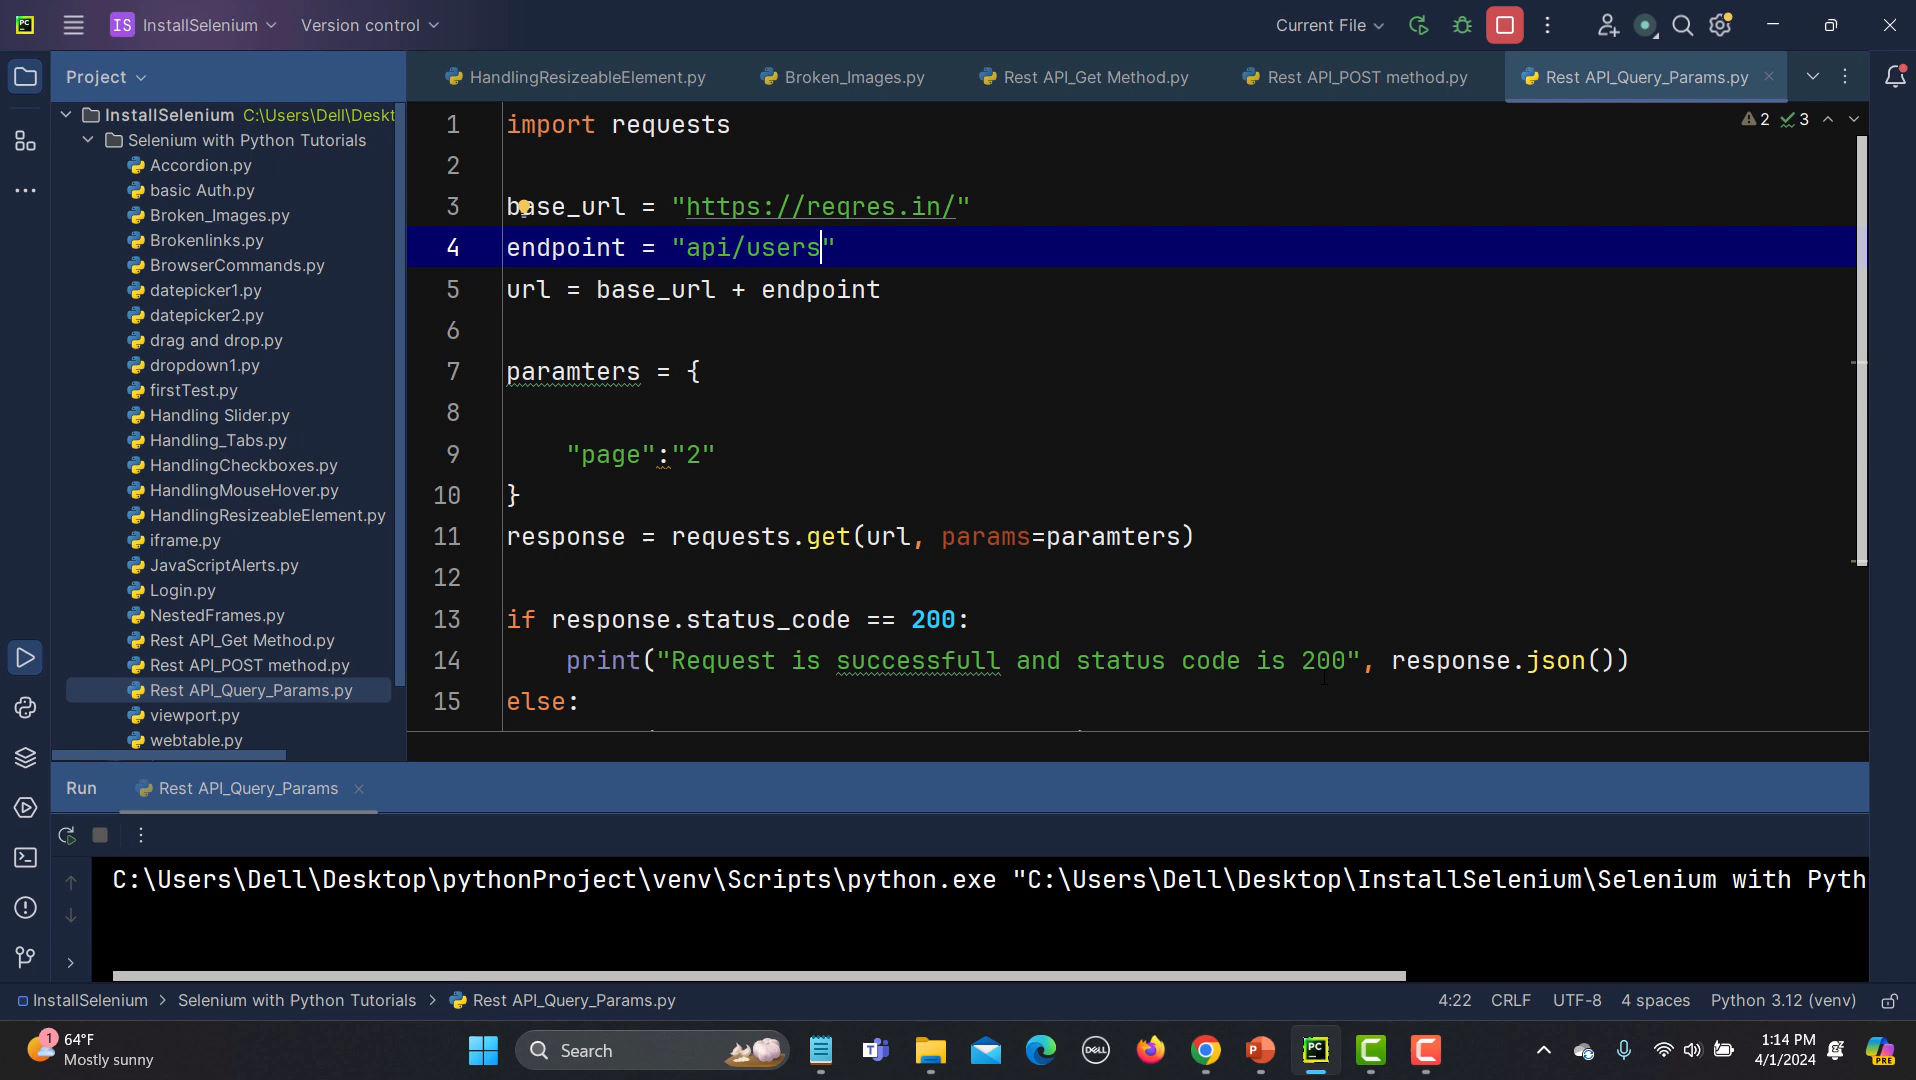 PC
IS InstallSelenium
Version control
Current File
Project
HandlingResizeableElement.py
Broken_Images.py
Rest API_Get Method.py
Rest API_POST method.py
Rest API_Query_Params.py
InstallSelenium C:\Users\Dell\Deskt
Selenium with Python Tutorials
Accordion.py
basic Auth.py
Broken_Images.py
Brokenlinks.py
BrowserCommands.py
datepicker1.py
datepicker2.py
drag and drop.py
dropdown1.py
firstTest.py
Handling Slider.py
Handling_Tabs.py
HandlingCheckboxes.py
HandlingMouseHover.py
HandlingResizeableElement.py
iframe.py
JavaScriptAlerts.py
Login.py
NestedFrames.py
Rest API_Get Method.py
Rest API_POST method.py
Rest API_Query_Params.py
viewport.py
webtable.py
2 3
1 import requests
2
3 base_url = "https://reqres.in/"
4 endpoint = "api/users"
5 url = base_url + endpoint
6
7 paramters = {
8
9 "page":"2"
10 }
11 response = requests.get(url, params=paramters)
12
13 if response.status_code == 200:
14 print("Request is successfull and status code is 200", response.json())
15 else:
Run Rest API_Query_Params
C:\Users\Dell\Desktop\pythonProject\venv\Scripts\python.exe "C:\Users\Dell\Desktop\InstallSelenium\Selenium with Pyth
InstallSelenium > Selenium with Python Tutorials > Rest API_Query_Params.py
4:22 CRLF UTF-8 4 spaces Python 3.12 (venv)
1
64°F
Mostly sunny
Search
DELL
PC
1:14 PM
4/1/2024
PRE